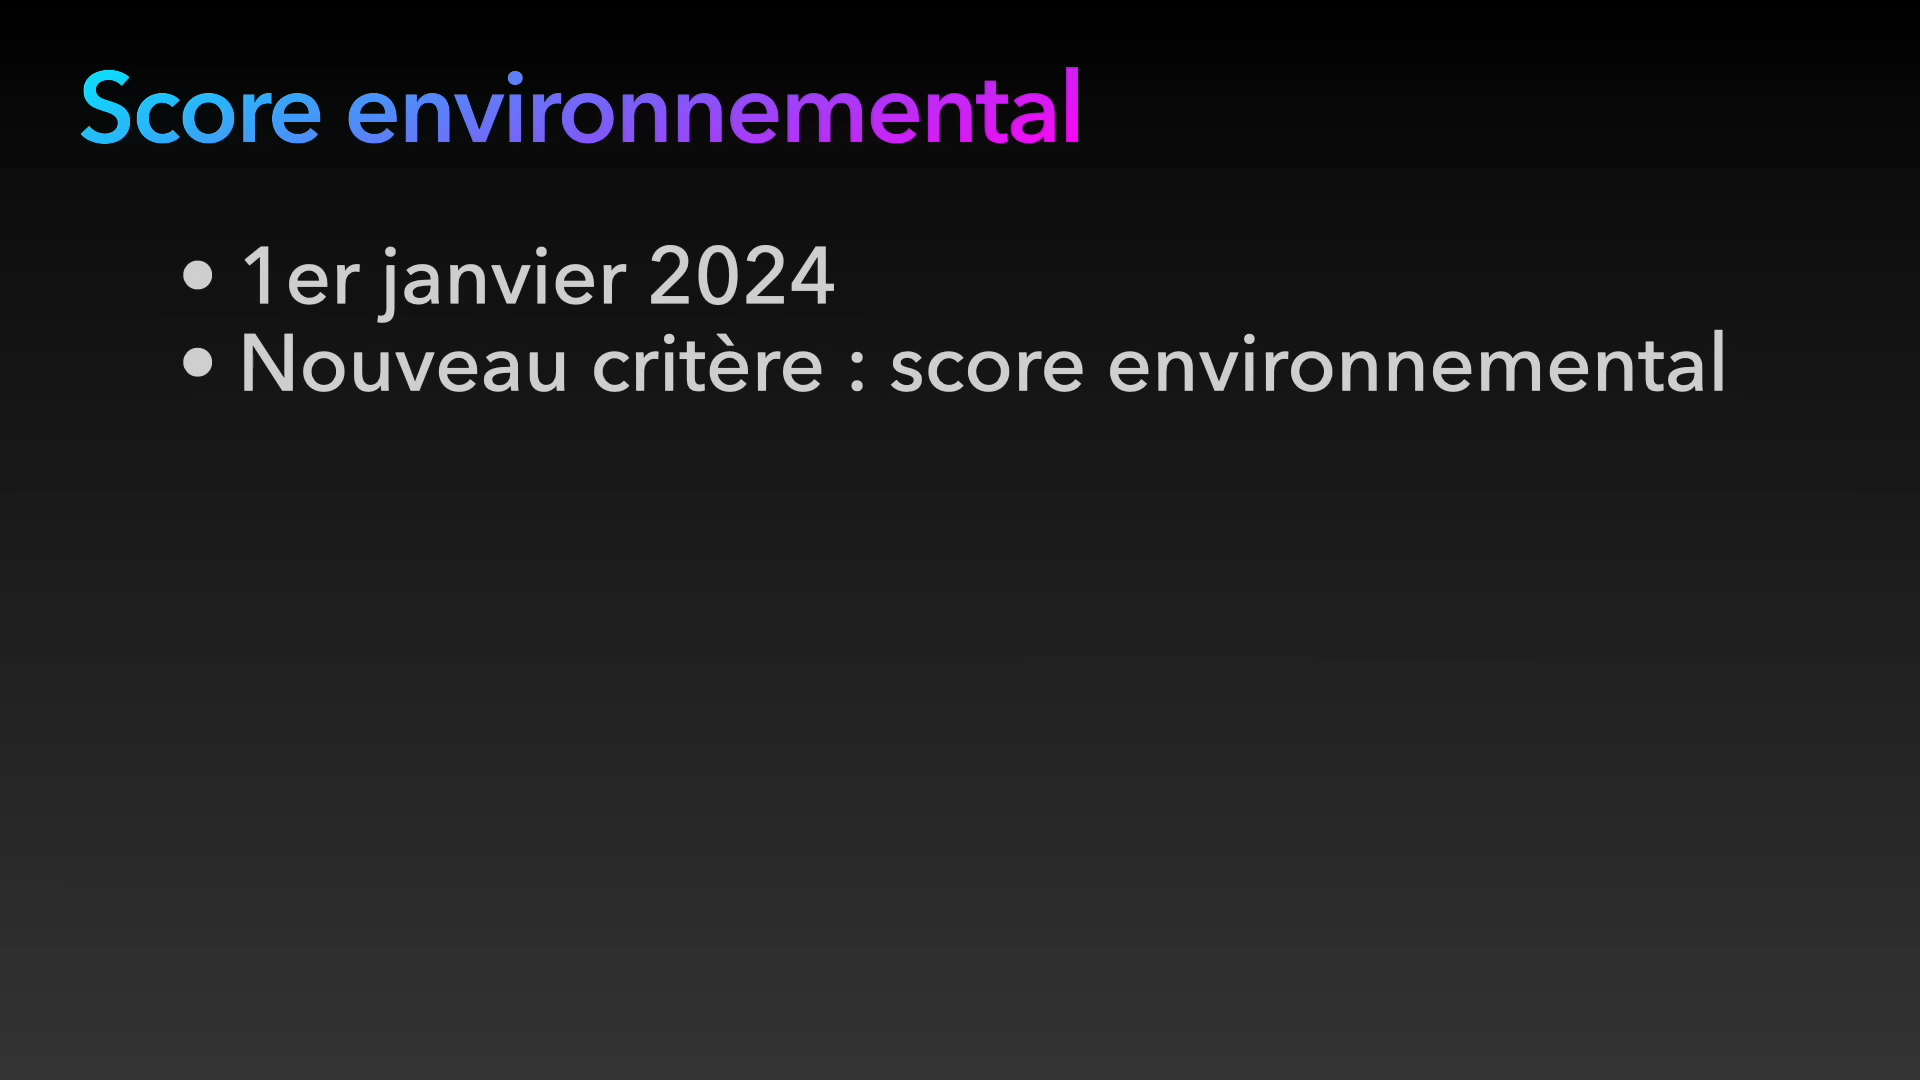 Score environnemental
• 1er janvier 2024
• Nouveau critère : score environnemental